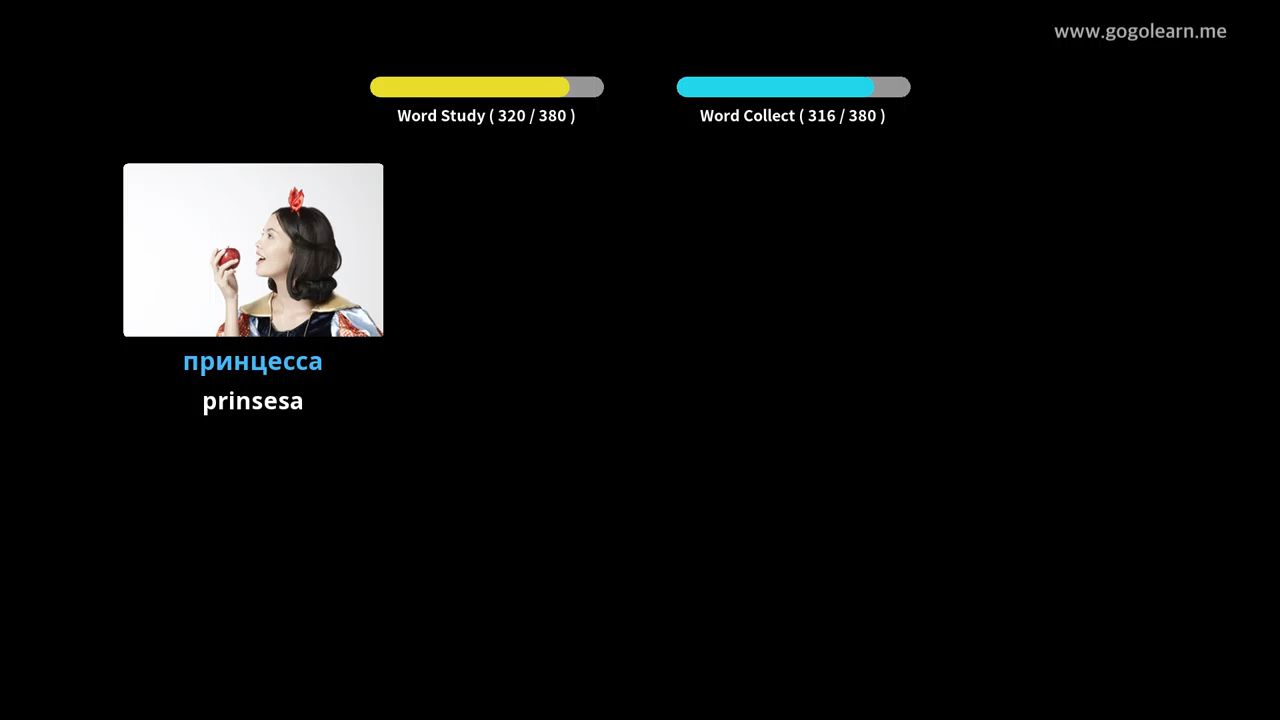 www.gogolearn.me
Word Study ( 320 / 380 )
Word Collect ( 316 / 380 )
принцесса
prinsesa